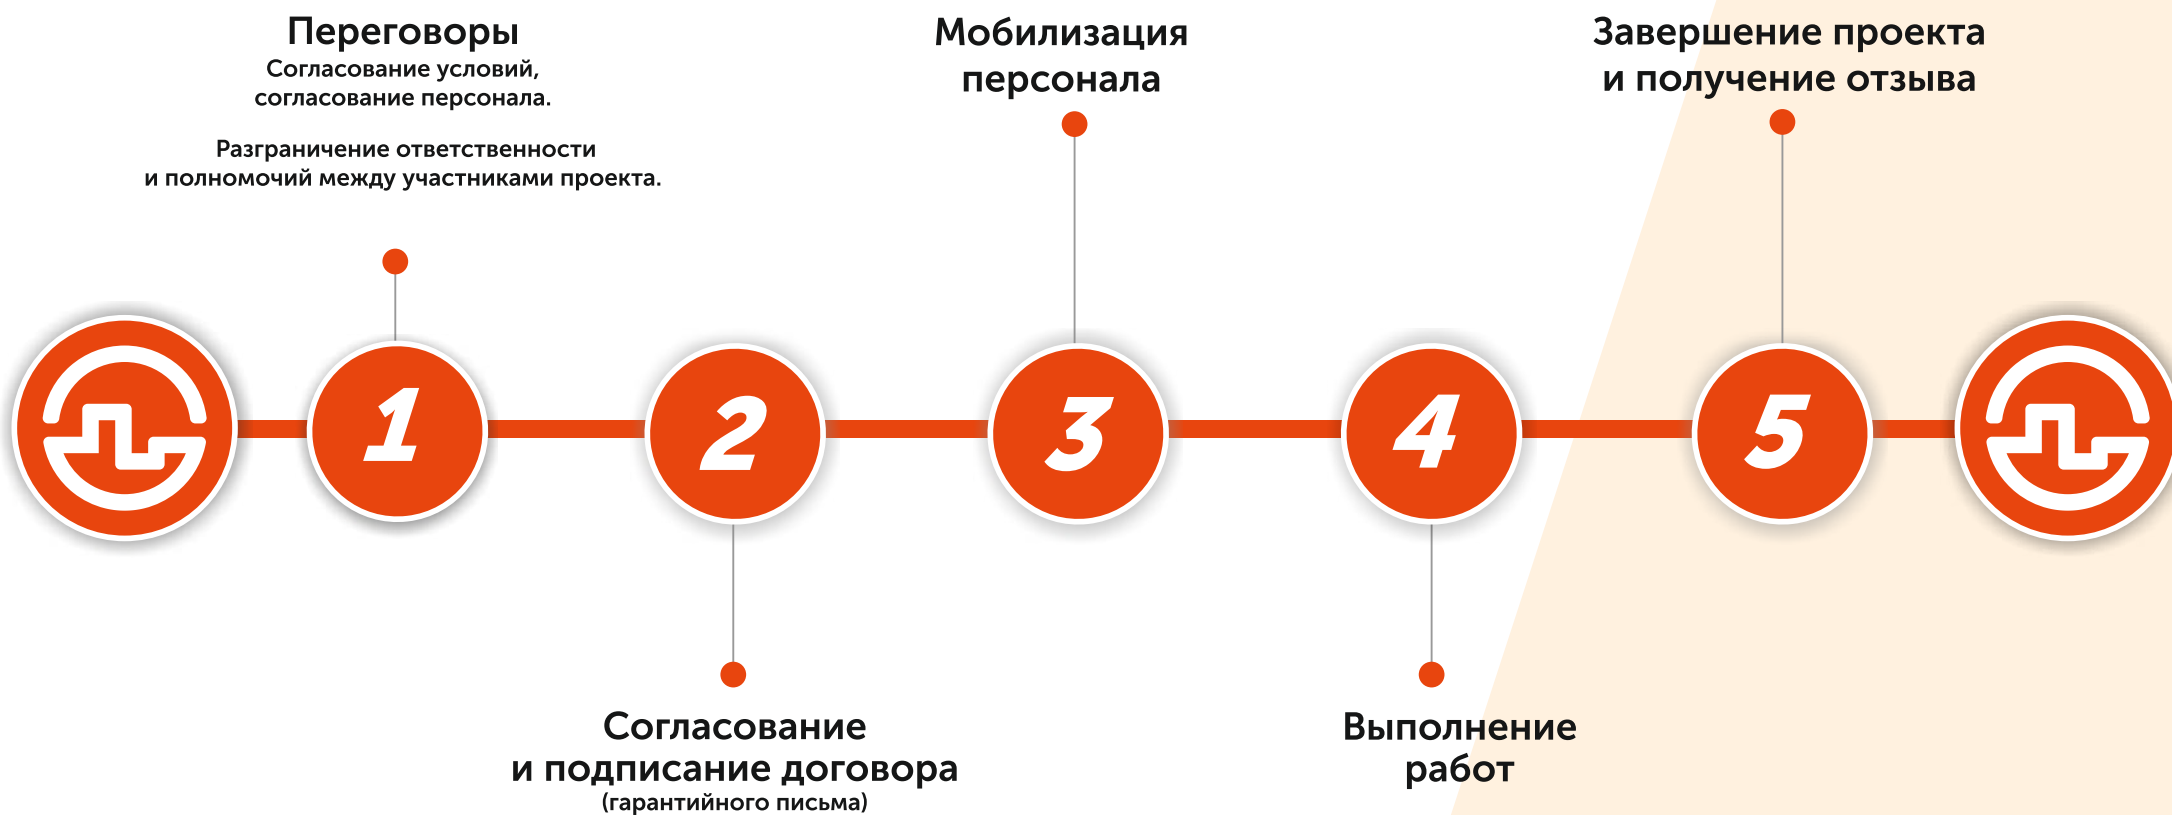 Переговоры
Согласование условий,
согласование персонала.
Разграничение ответственности
и полномочий между участниками проекта.
Мобилизация
персонала
Завершение проекта
и получение отзыва
1
2
3
4
5
Согласование
и подписание договора
(гарантийного письма)
Выполнение
работ